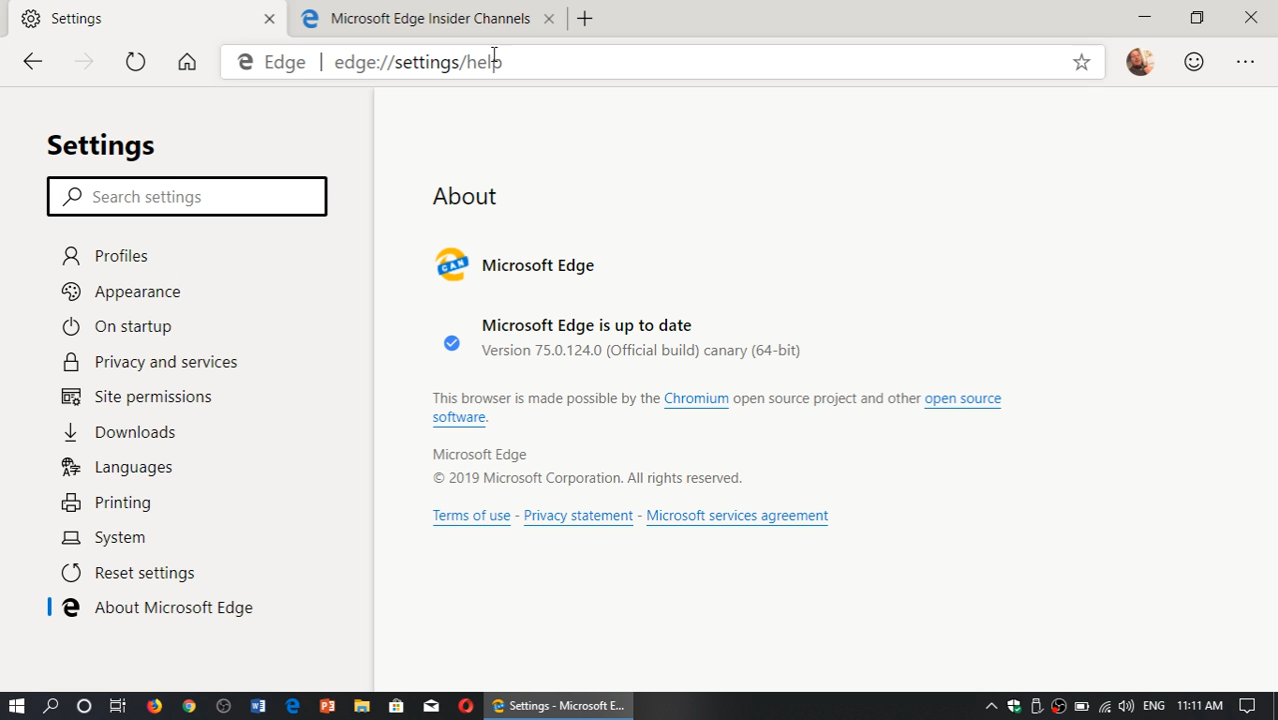 Settings
Microsoft Edge Insider Channels
Edge | edge://settings/help
Settings
Search settings
Profiles
Appearance
On startup
Privacy and services
Site permissions
Downloads
Languages
Printing
System
Reset settings
About Microsoft Edge
About
CAN
Microsoft Edge
Microsoft Edge is up to date
Version 75.0.124.0 (Official build) canary (64-bit)
This browser is made possible by the Chromium open source project and other open source
software.
Microsoft Edge
© 2019 Microsoft Corporation. All rights reserved.
Terms of use - Privacy statement - Microsoft services agreement
Settings - Microsoft E...
ENG
11:11 AM